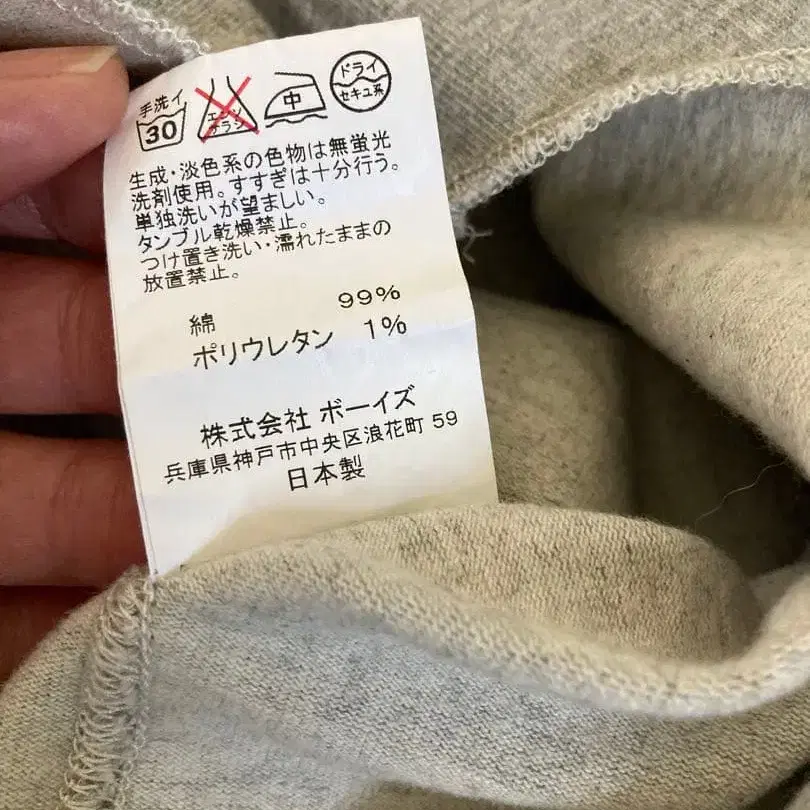 手洗イ
30
エンソ
サラシ
中
ドライ
セキユ系
生成・淡色系の色物は無蛍光
洗剤使用。すすぎは十分行う。
単独洗いが望ましい。
タンブル乾燥禁止。
つけ置き洗い・濡れたままの
放置禁止。
綿 99%
ポリウレタン 1%
株式会社 ボーイズ
兵庫県神戸市中央区浪花町 59
日本製